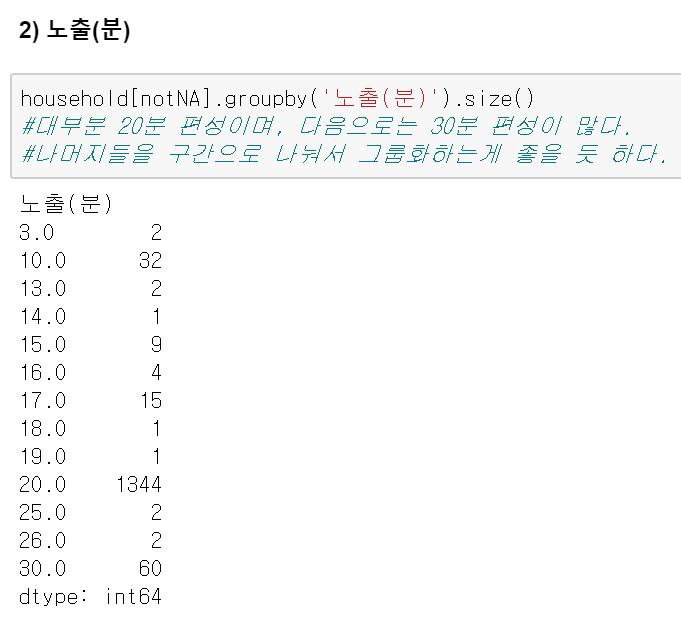 2) 노출(분)
household[notNA].groupby('노출(분)').size()
#대부분 20분 편성이며, 다음으로는 30분 편성이 많다.
#나머지들을 구간으로 나눠서 그룹화하는게 좋을 듯 하다.
노출(분)
3.0 2
10.0 32
13.0 2
14.0 1
15.0 9
16.0 4
17.0 15
18.0 1
19.0 1
20.0 1344
25.0 2
26.0 2
30.0 60
dtype: int64